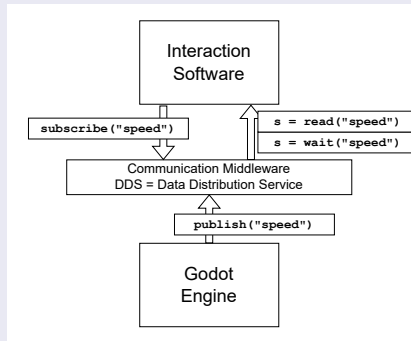 Interaction
Software
subscribe("speed")
s = read("speed")
s = wait("speed")
Communication Middleware
DDS = Data Distribution Service
publish("speed")
Godot
Engine